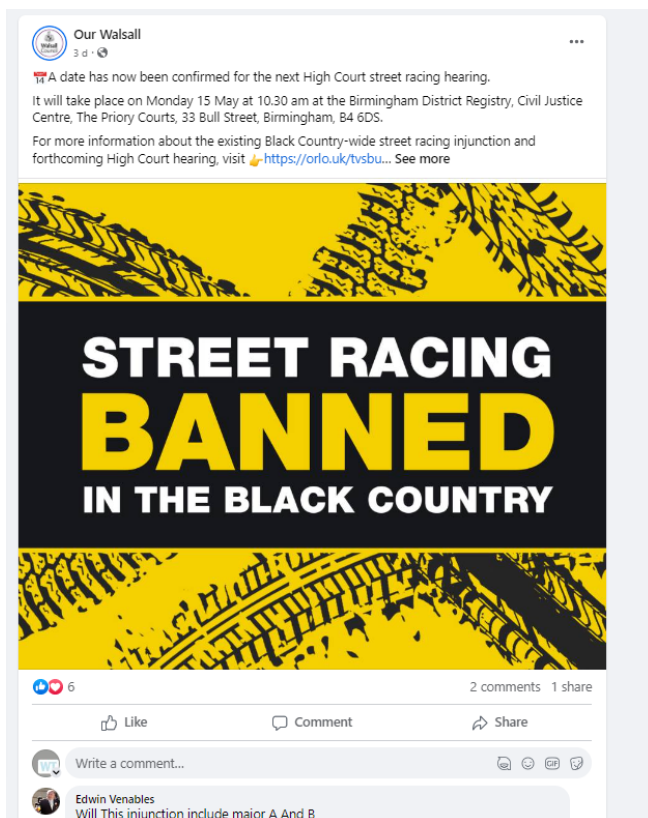 Our Walsall
3 d
A date has now been confirmed for the next High Court street racing hearing.
It will take place on Monday 15 May at 10.30 am at the Birmingham District Registry, Civil Justice
Centre, The Priory Courts, 33 Bull Street, Birmingham, B4 6DS.
For more information about the existing Black Country-wide street racing injunction and
forthcoming High Court hearing, visit 👉https://orlo.uk/tvsbu... See more
STREET RACING
BANNED
IN THE BLACK COUNTRY
6
2 comments 1 share
Like Comment Share
WT
Write a comment...
GIF
Edwin Venables
Will This injunction include major A And B